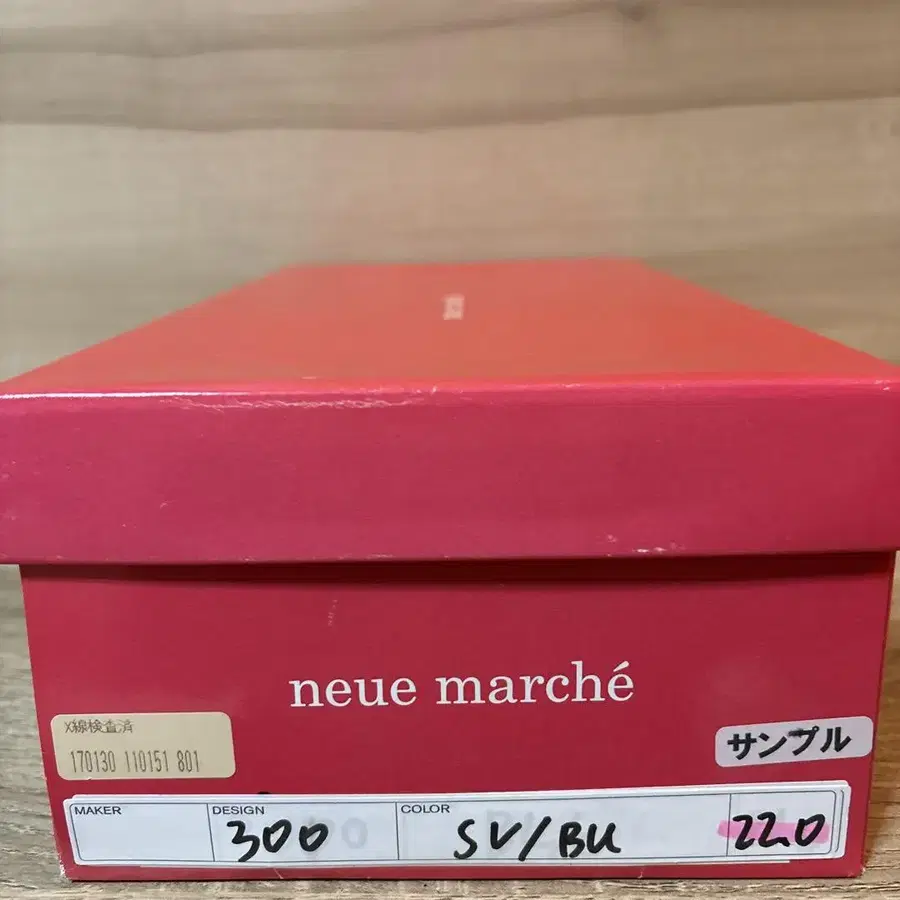 neue marché
X線検査済
170130 110151 801
サンプル
MAKER DESIGN COLOR
300 SV/BU 22.0